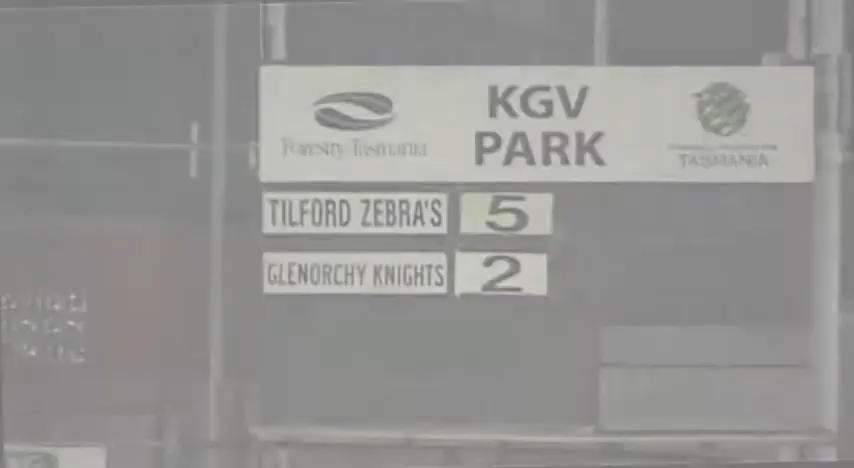 KGV
PARK
Forestry Tasmania
TASMANIA
TILFORD ZEBRA'S 5
GLENORCHY KNIGHTS 2